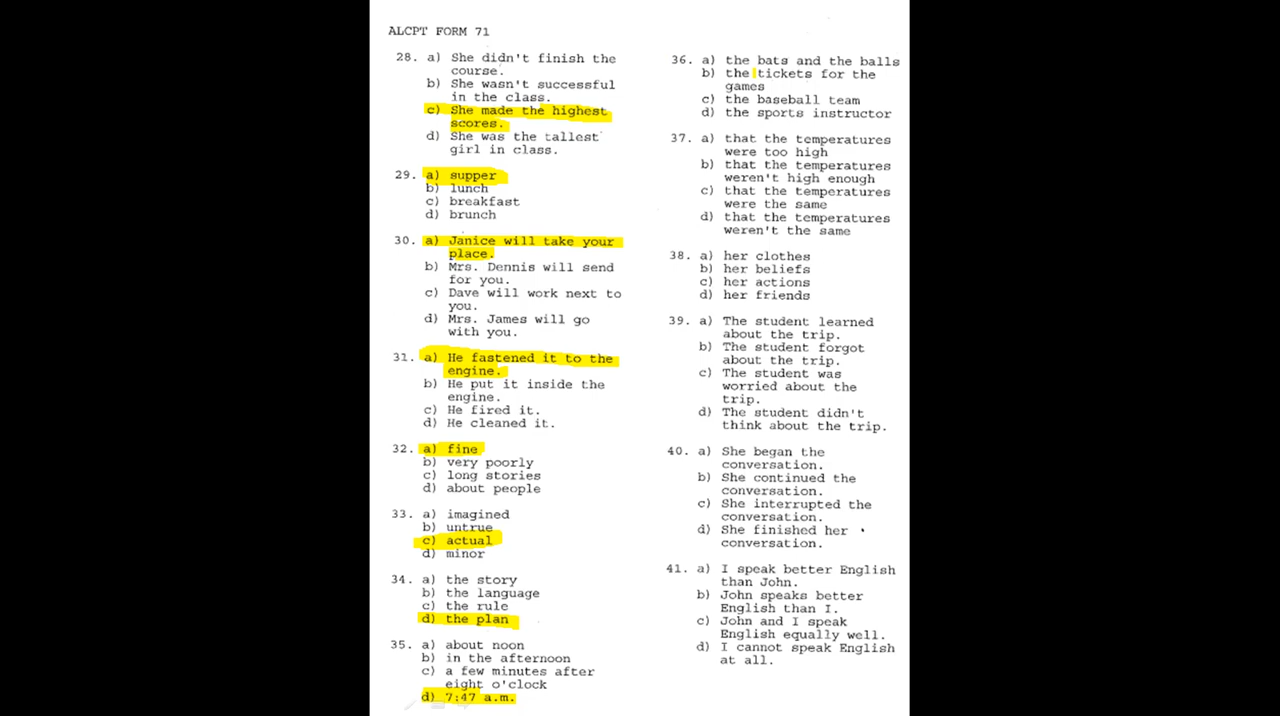 ALCPT FORM 71
28. a) She didn't finish the
course.
b) She wasn't successful
in the class.
c) She made the highest
scores.
d) She was the tallest
girl in class.
29. a) supper
b) lunch
c) breakfast
d) brunch
30. a) Janice will take your
place.
b) Mrs. Dennis will send
for you.
c) Dave will work next to
you.
d) Mrs. James will go
with you.
31. a) He fastened it to the
engine.
b) He put it inside the
engine.
c) He fired it.
d) He cleaned it.
32. a) fine
b) very poorly
c) long stories
d) about people
33. a) imagined
b) untrue
c) actual
d) minor
34. a) the story
b) the language
c) the rule
d) the plan
35. a) about noon
b) in the afternoon
c) a few minutes after
eight o'clock
d) 7:47 a.m.
36. a) the bats and the balls
b) the tickets for the
games
c) the baseball team
d) the sports instructor
37. a) that the temperatures
were too high
b) that the temperatures
weren't high enough
c) that the temperatures
were the same
d) that the temperatures
weren't the same
38. a) her clothes
b) her beliefs
c) her actions
d) her friends
39. a) The student learned
about the trip.
b) The student forgot
about the trip.
c) The student was
worried about the
trip.
d) The student didn't
think about the trip.
40. a) She began the
conversation.
b) She continued the
conversation.
c) She interrupted the
conversation.
d) She finished her
conversation.
41. a) I speak better English
than John.
b) John speaks better
English than I.
c) John and I speak
English equally well.
d) I cannot speak English
at all.